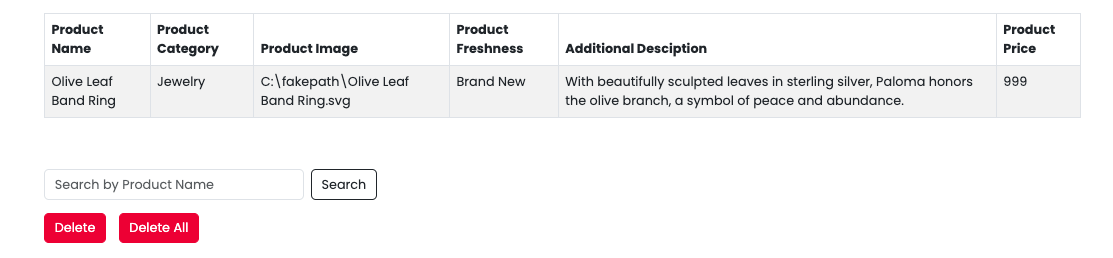 Product Name Product Category Product Image Product Freshness Additional Desciption Product Price
Olive Leaf Band Ring Jewelry C:\fakepath\Olive Leaf Band Ring.svg Brand New With beautifully sculpted leaves in sterling silver, Paloma honors the olive branch, a symbol of peace and abundance. 999
Search by Product Name Search
Delete Delete All